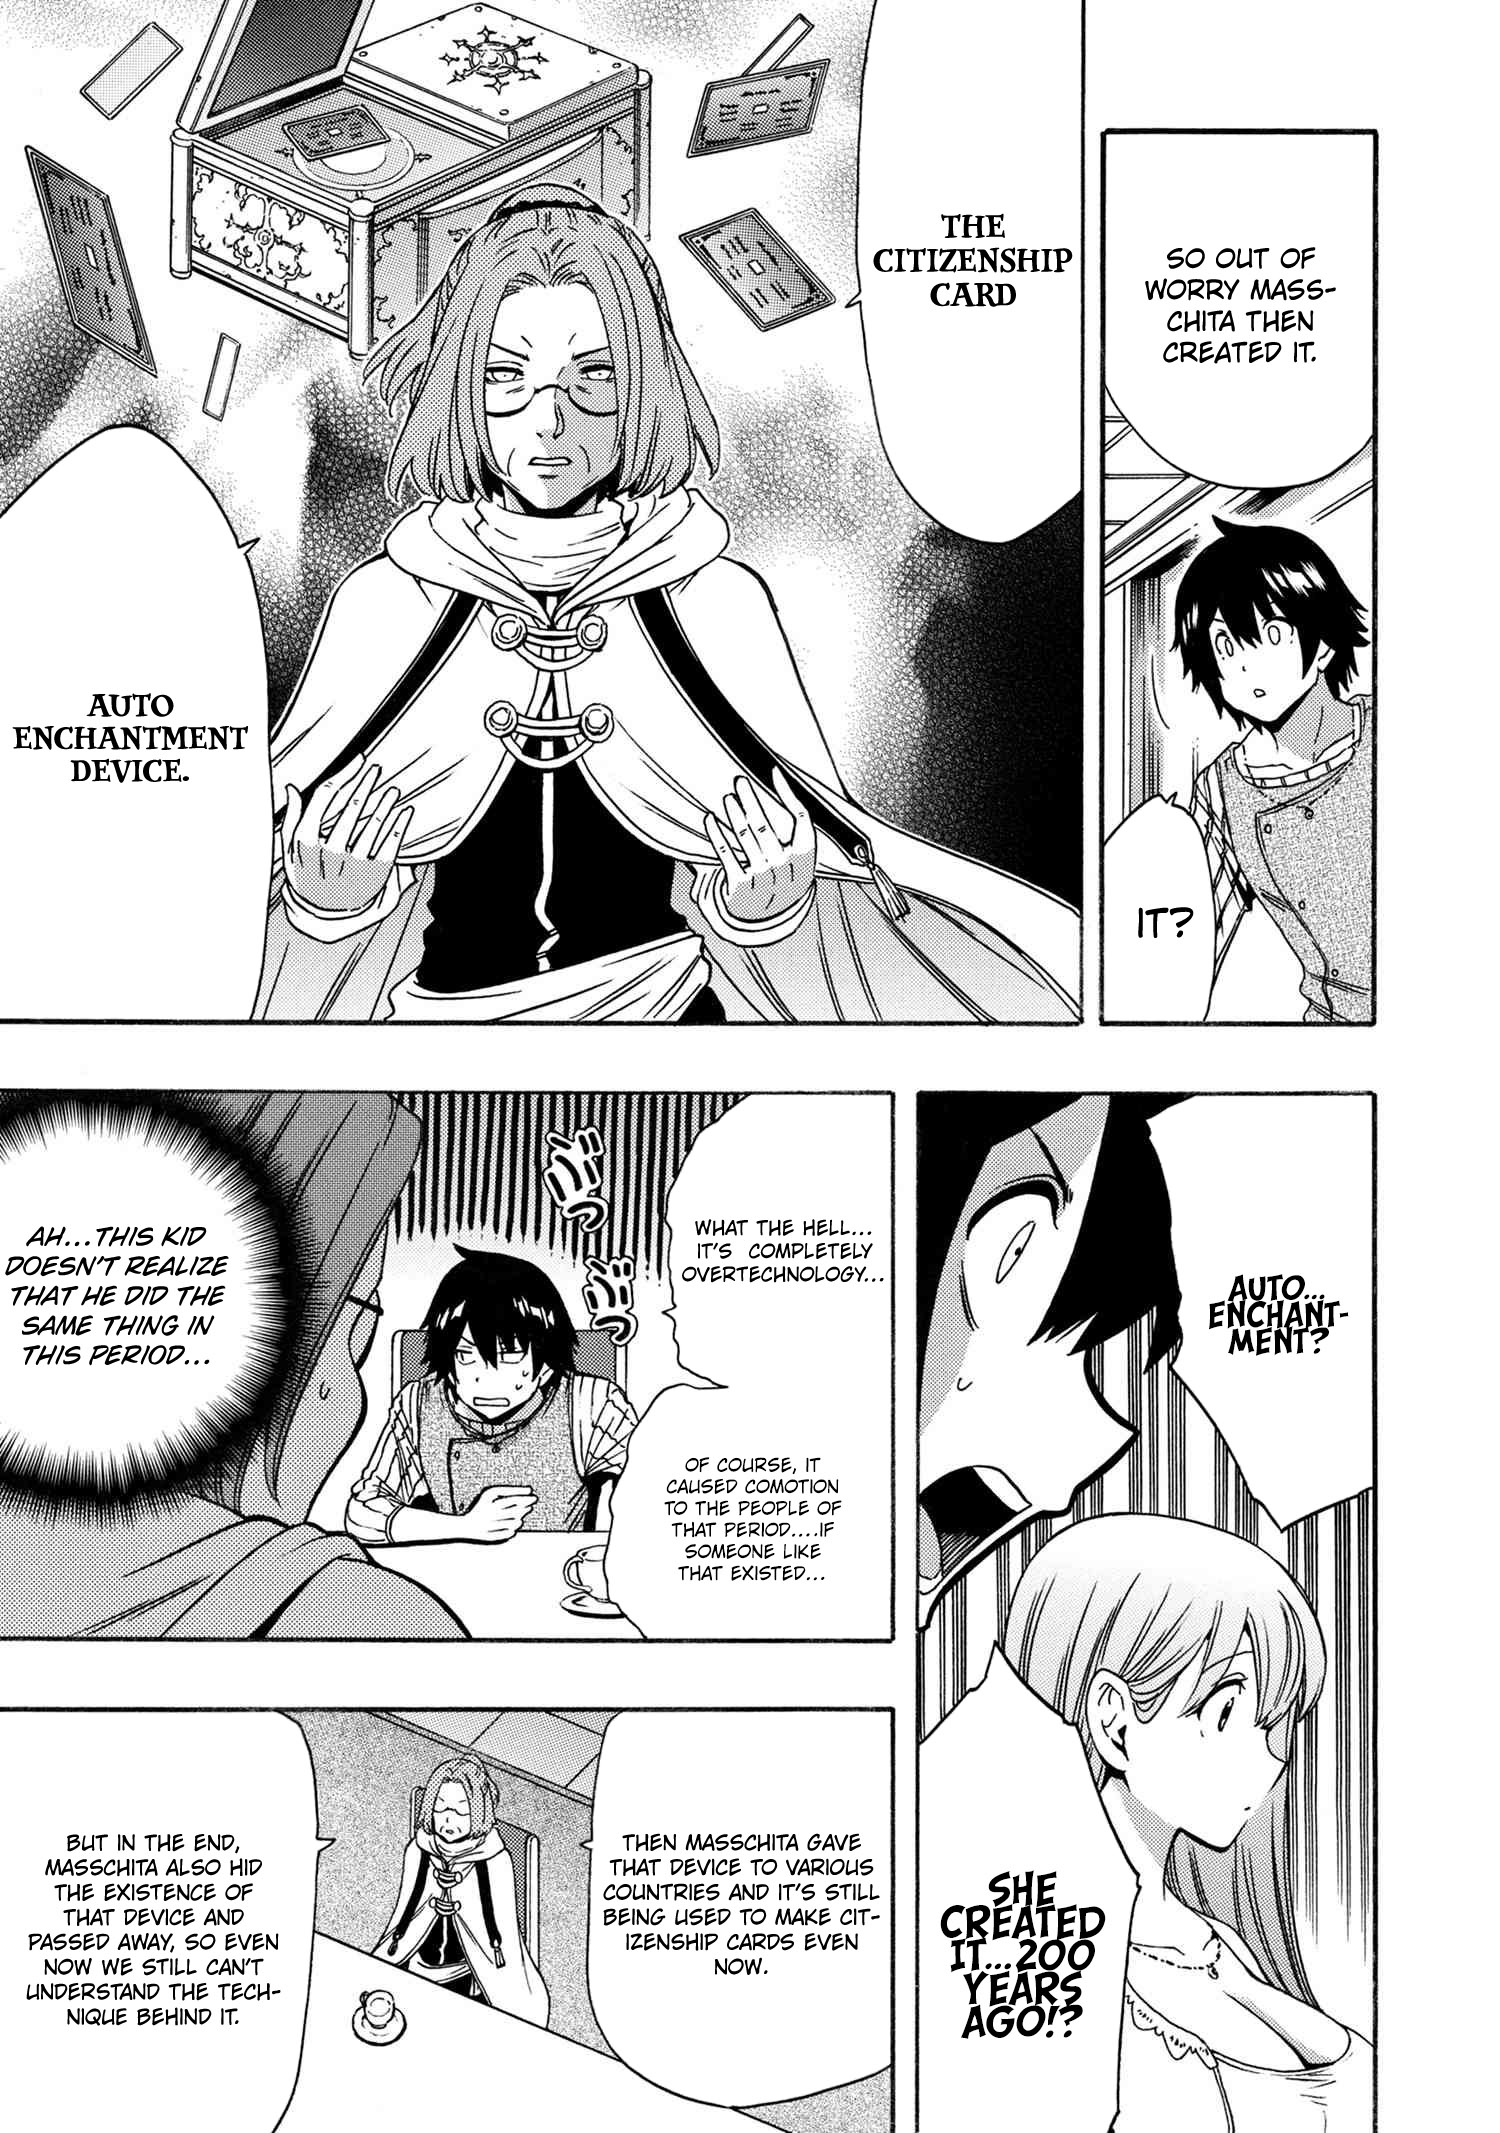 SO OUT OF
WORRY MASS-
CHITA THEN
CREATED IT.
IT?
THE
CITIZENSHIP
CARD
AUTO
ENCHANTMENT
DEVICE.
AUTO...
ENCHANT-
MENT?
SHE
CREATED
IT...200
YEARS
AGO!?
WHAT THE HELL...
IT'S COMPLETELY
OVERTECHNOLOGY...
OF COURSE, IT
CAUSED COMOTION
TO THE PEOPLE OF
THAT PERIOD....IF
SOMEONE LIKE
THAT EXISTED...
ブツ
ブツ
AH...THIS KID
DOESN'T REALIZE
THAT HE DID THE
SAME THING IN
THIS PERIOD...
THEN MASSCHITA GAVE
THAT DEVICE TO VARIOUS
COUNTRIES AND IT'S STILL
BEING USED TO MAKE CIT-
IZENSHIP CARDS EVEN
NOW.
BUT IN THE END,
MASSCHITA ALSO HID
THE EXISTENCE OF
THAT DEVICE AND
PASSED AWAY, SO EVEN
NOW WE STILL CAN'T
UNDERSTAND THE TECH-
NIQUE BEHIND IT.